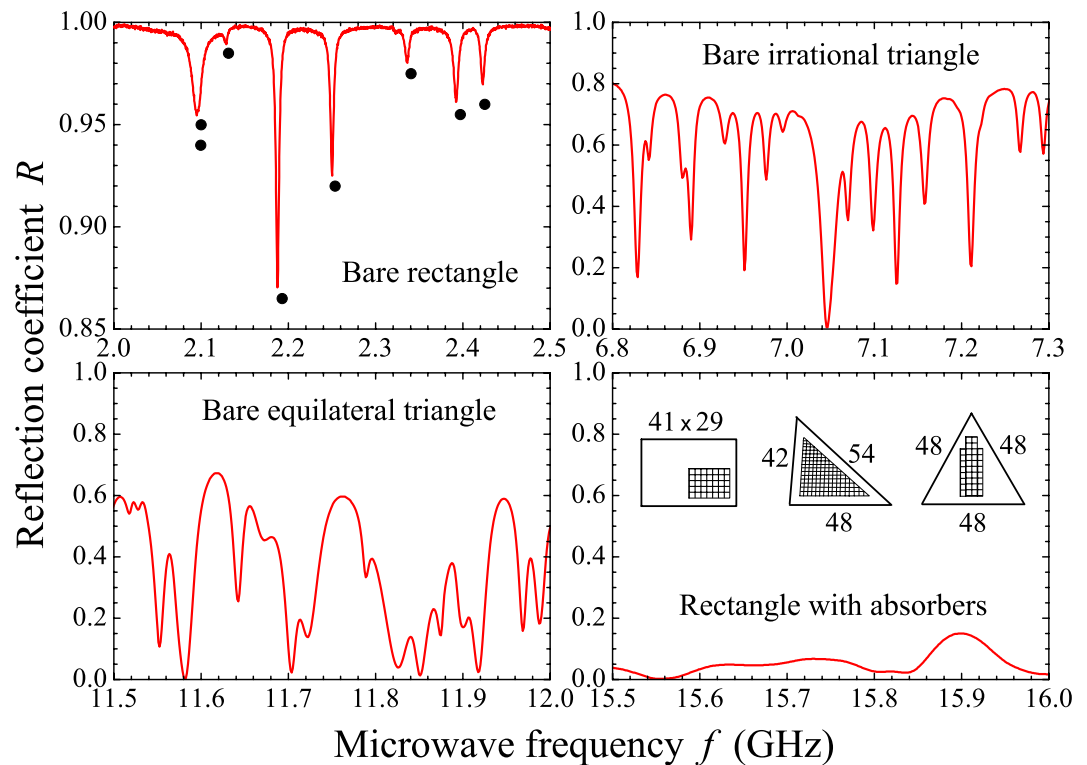 Reflection coefficient R
1.00
0.95
0.90
0.85
Bare rectangle
2.0 2.1 2.2 2.3 2.4 2.5
1.0
0.8
0.6
0.4
0.2
0.0
Bare irrational triangle
6.8 6.9 7.0 7.1 7.2 7.3
1.0
0.8
0.6
0.4
0.2
0.0
Bare equilateral triangle
11.5 11.6 11.7 11.8 11.9 12.0
1.0
0.8
0.6
0.4
0.2
0.0
41 x 29
42 54
48
48 48
48
Rectangle with absorbers
15.5 15.6 15.7 15.8 15.9 16.0
Microwave frequency f (GHz)